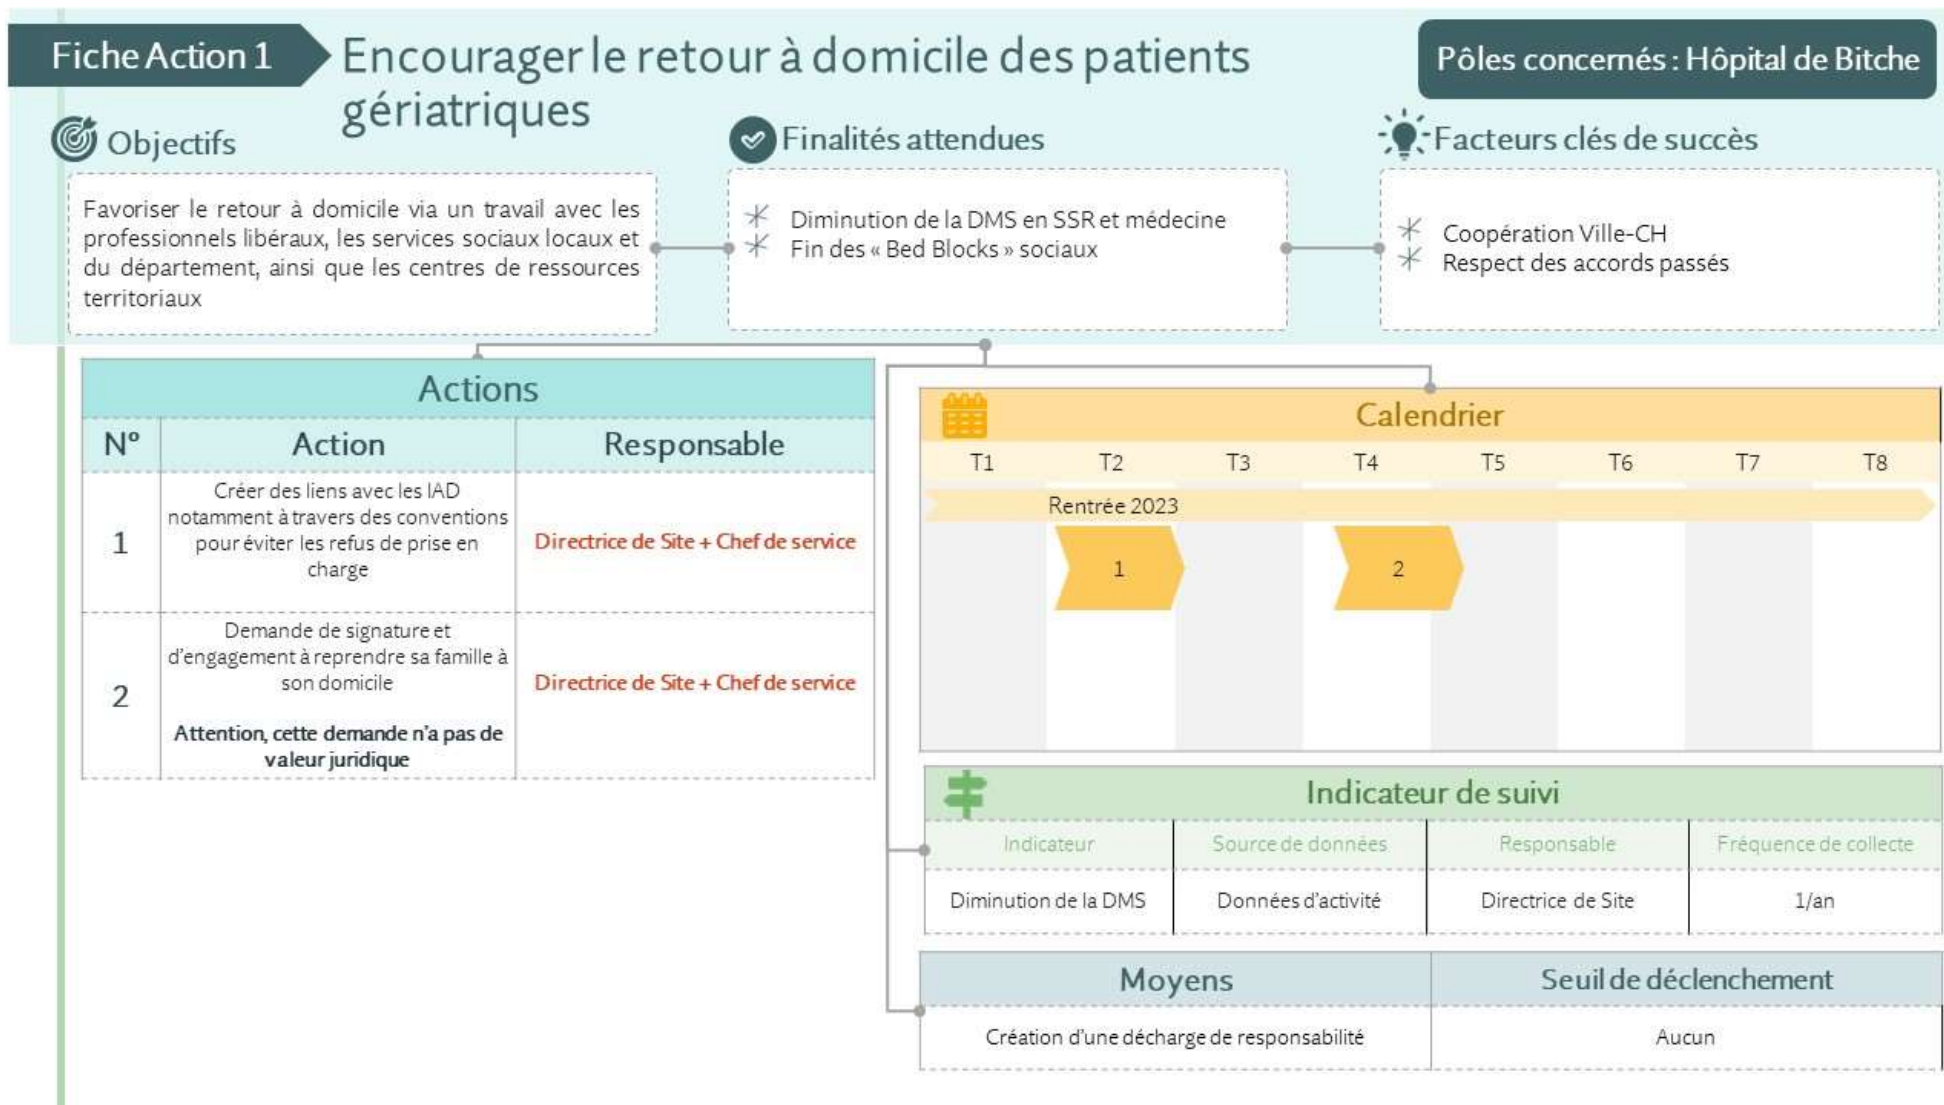 Fiche Action 1
Encourager le retour à domicile des patients
gériatriques
Pôles concernés : Hôpital de Bitche
Objectifs
Favoriser le retour à domicile via un travail avec les
professionnels libéraux, les services sociaux locaux et
du département, ainsi que les centres de ressources
territoriaux
Finalités attendues
Diminution de la DMS en SSR et médecine
Fin des « Bed Blocks » sociaux
Facteurs clés de succès
Coopération Ville-CH
Respect des accords passés
Actions
N° Action Responsable
1
Créer des liens avec les IAD
notamment à travers des conventions
pour éviter les refus de prise en
charge
Directrice de Site + Chef de service
2
Demande de signature et
d'engagement à reprendre sa famille à
son domicile
Attention, cette demande n'a pas de
valeur juridique
Directrice de Site + Chef de service
Calendrier
T1 T2 T3 T4 T5 T6 T7 T8
Rentrée 2023
1 2
Indicateur de suivi
Indicateur Source de données Responsable Fréquence de collecte
Diminution de la DMS Données d'activité Directrice de Site 1/an
Moyens Seuil de déclenchement
Création d'une décharge de responsabilité Aucun